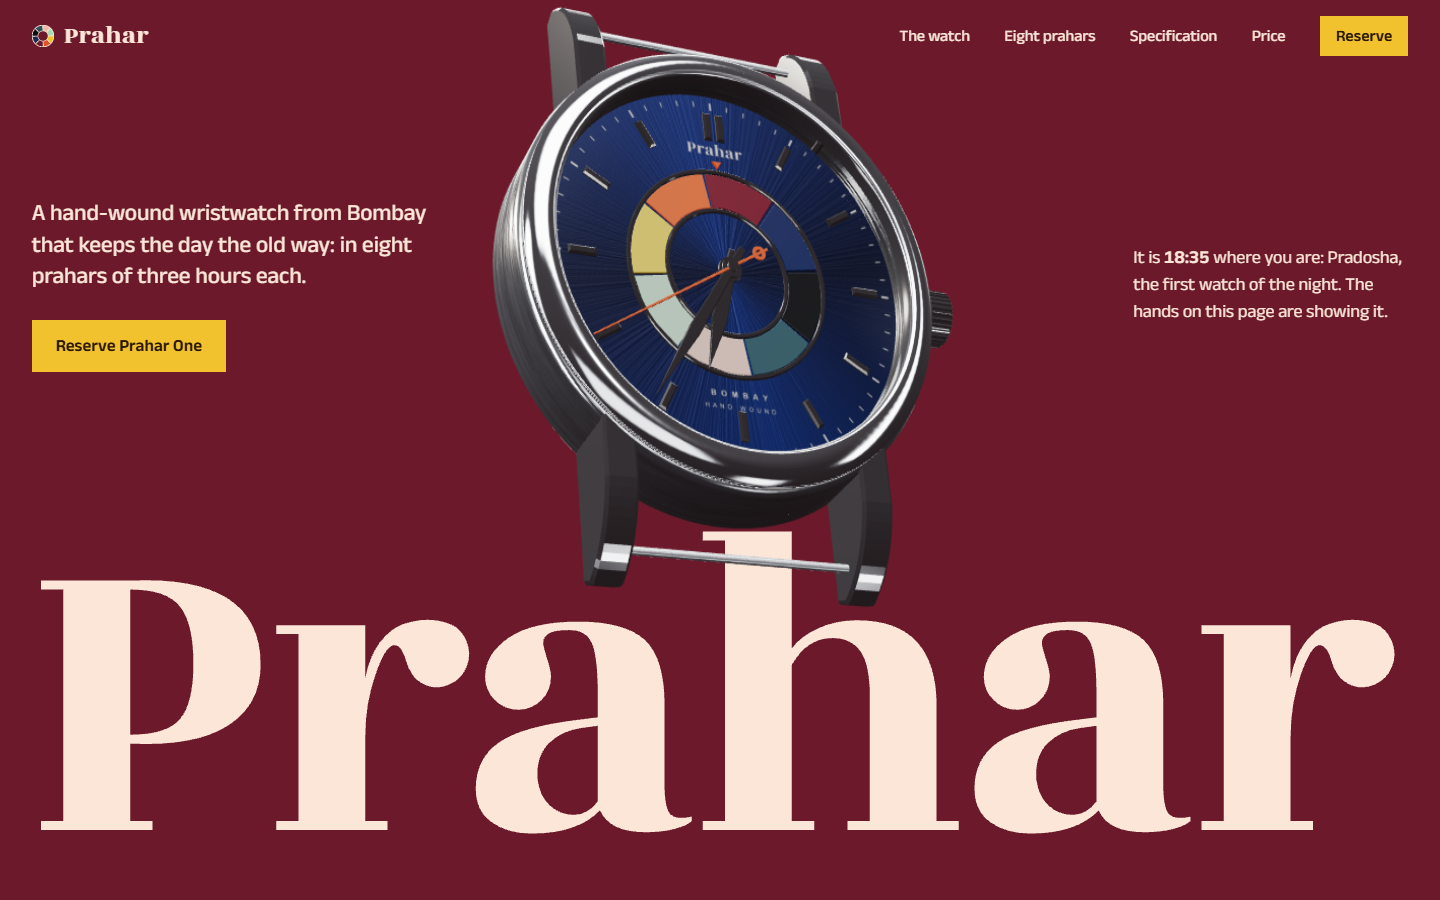 Prahar
The watch
Eight prahars
Specification
Price
Reserve
A hand-wound wristwatch from Bombay
that keeps the day the old way: in eight
prahars of three hours each.
Reserve Prahar One
Prahar
BOMBAY
HAND WOUND
It is 18:35 where you are: Pradosha,
the first watch of the night. The
hands on this page are showing it.
Prahar